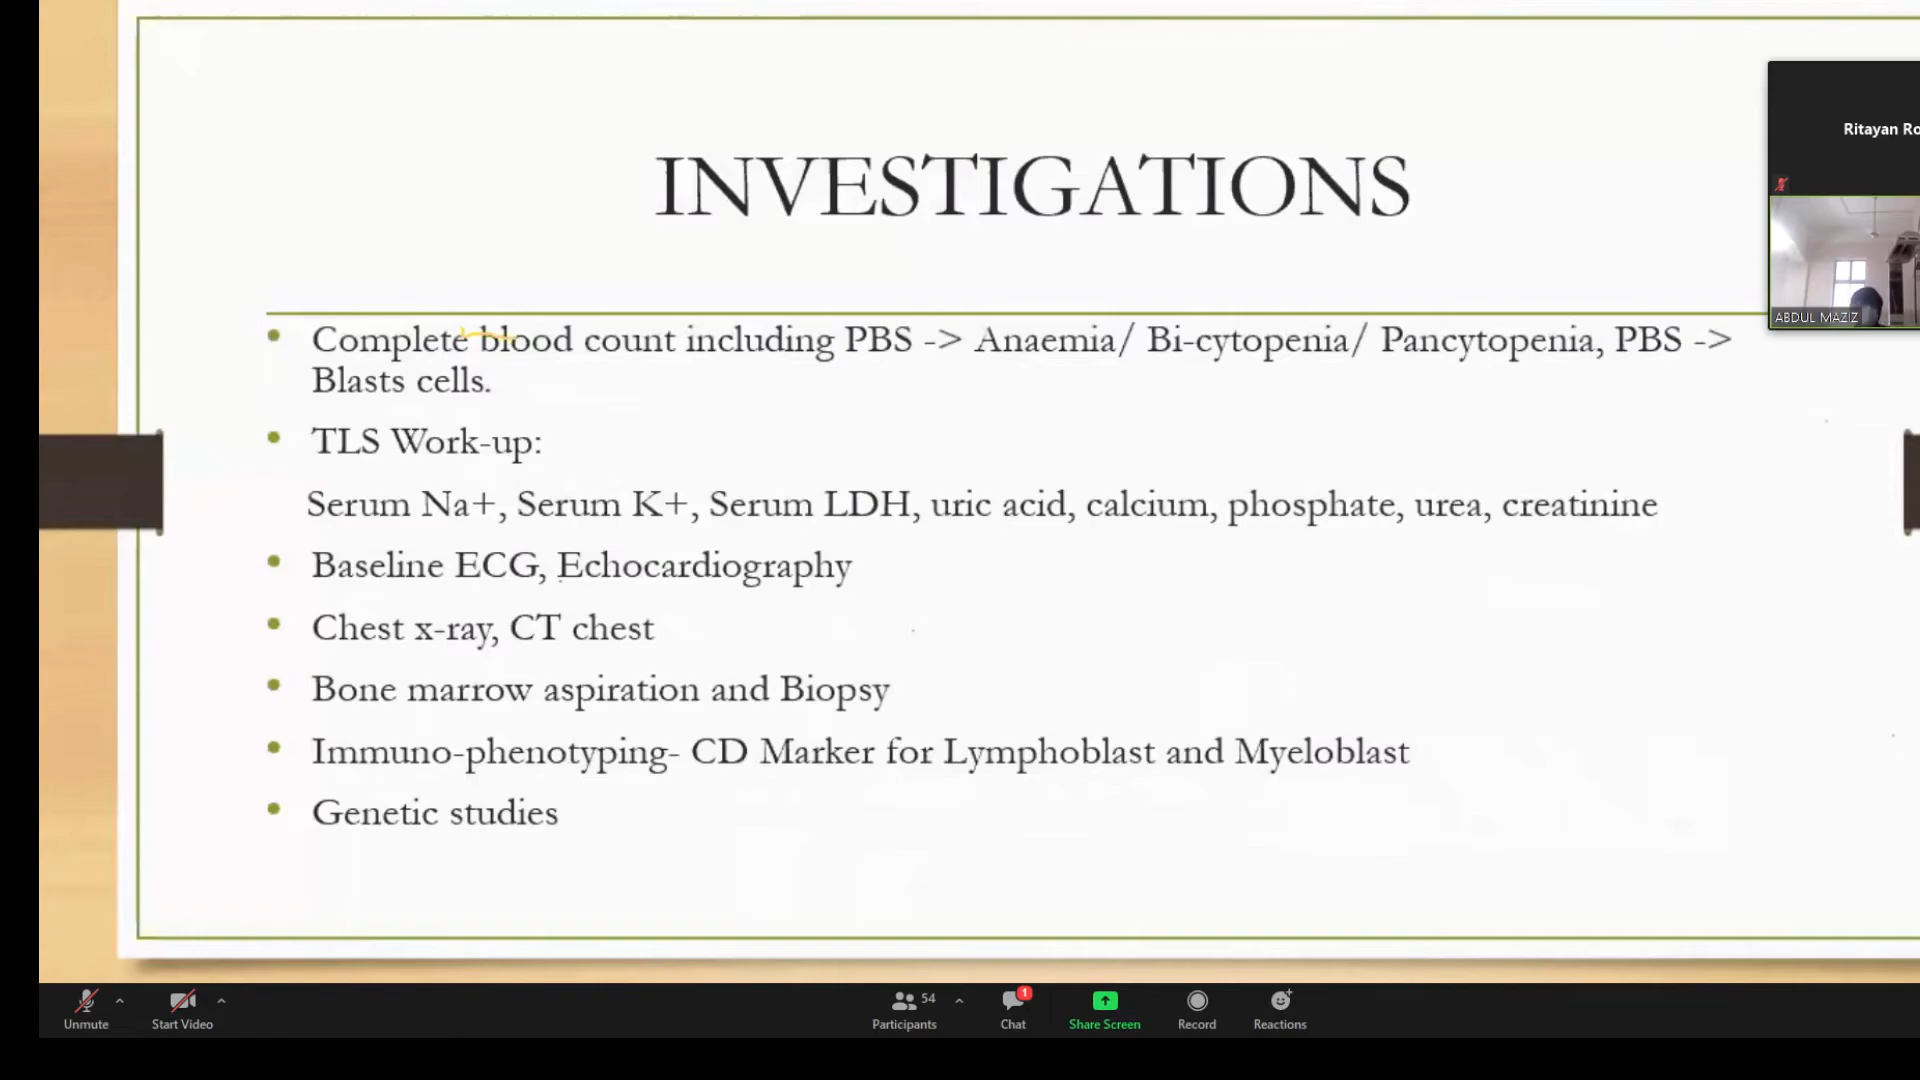 INVESTIGATIONS
Complete blood count including PBS -> Anaemia/ Bi-cytopenia/ Pancytopenia, PBS ->
Blasts cells.
TLS Work-up:
Serum Na+, Serum K+, Serum LDH, uric acid, calcium, phosphate, urea, creatinine
Baseline ECG, Echocardiography
Chest x-ray, CT chest
Bone marrow aspiration and Biopsy
Immuno-phenotyping- CD Marker for Lymphoblast and Myeloblast
Genetic studies
Ritayan Ro
ABDUL MAZIZ
Unmute
Start Video
54
Participants
1
Chat
Share Screen
Record
Reactions